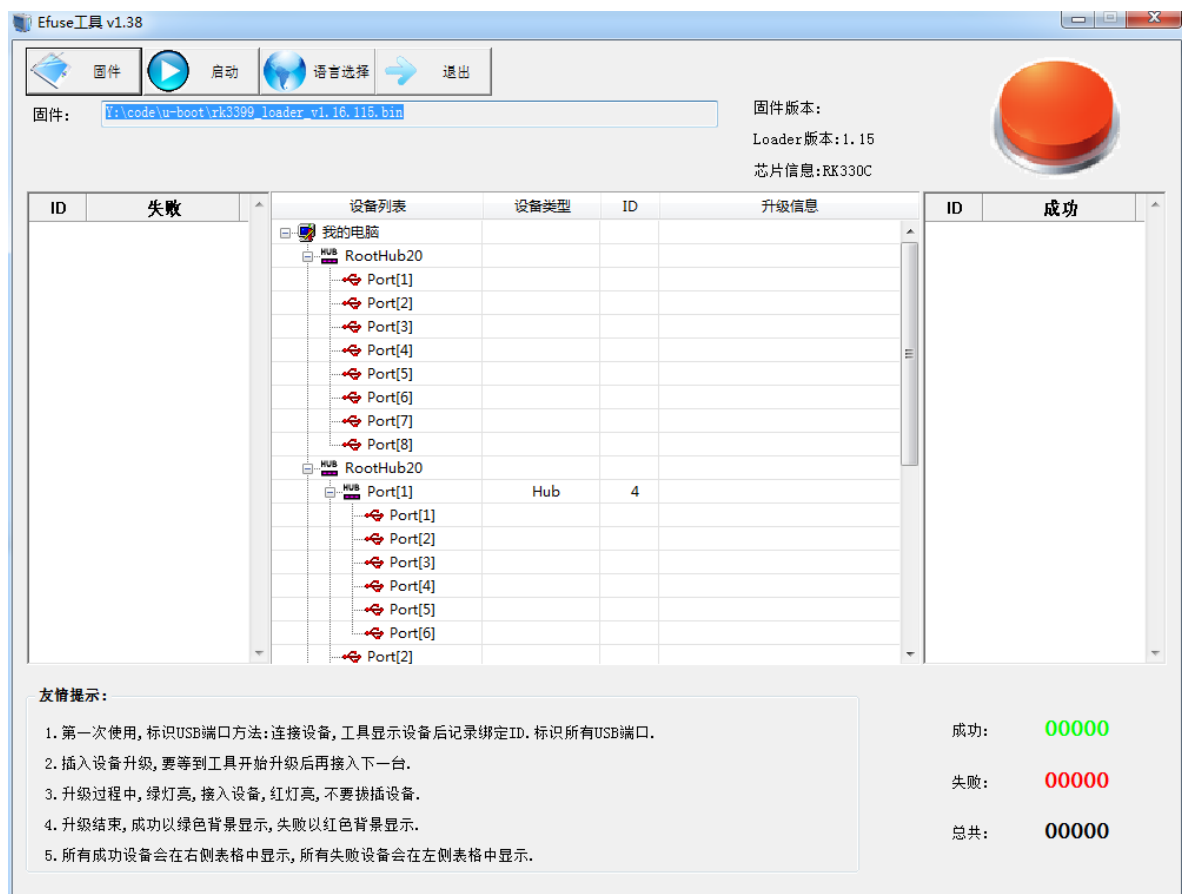 Efuse工具 v1.38
固件 启动 语言选择 退出
固件: Y:\code\u-boot\rk3399_loader_v1.16.115.bin
固件版本:
Loader版本:1.15
芯片信息:RK330C
ID 失败
设备列表 设备类型 ID 升级信息
ID 成功
我的电脑
HUB RootHub20
Port[1]
Port[2]
Port[3]
Port[4]
Port[5]
Port[6]
Port[7]
Port[8]
HUB RootHub20
HUB Port[1] Hub 4
Port[1]
Port[2]
Port[3]
Port[4]
Port[5]
Port[6]
Port[2]
友情提示:
1.第一次使用,标识USB端口方法:连接设备,工具显示设备后记录绑定ID.标识所有USB端口.
2.插入设备升级,要等到工具开始升级后再接入下一台.
3.升级过程中,绿灯亮,接入设备,红灯亮,不要拔插设备.
4.升级结束,成功以绿色背景显示,失败以红色背景显示.
5.所有成功设备会在右侧表格中显示,所有失败设备会在左侧表格中显示.
成功: 00000
失败: 00000
总共: 00000